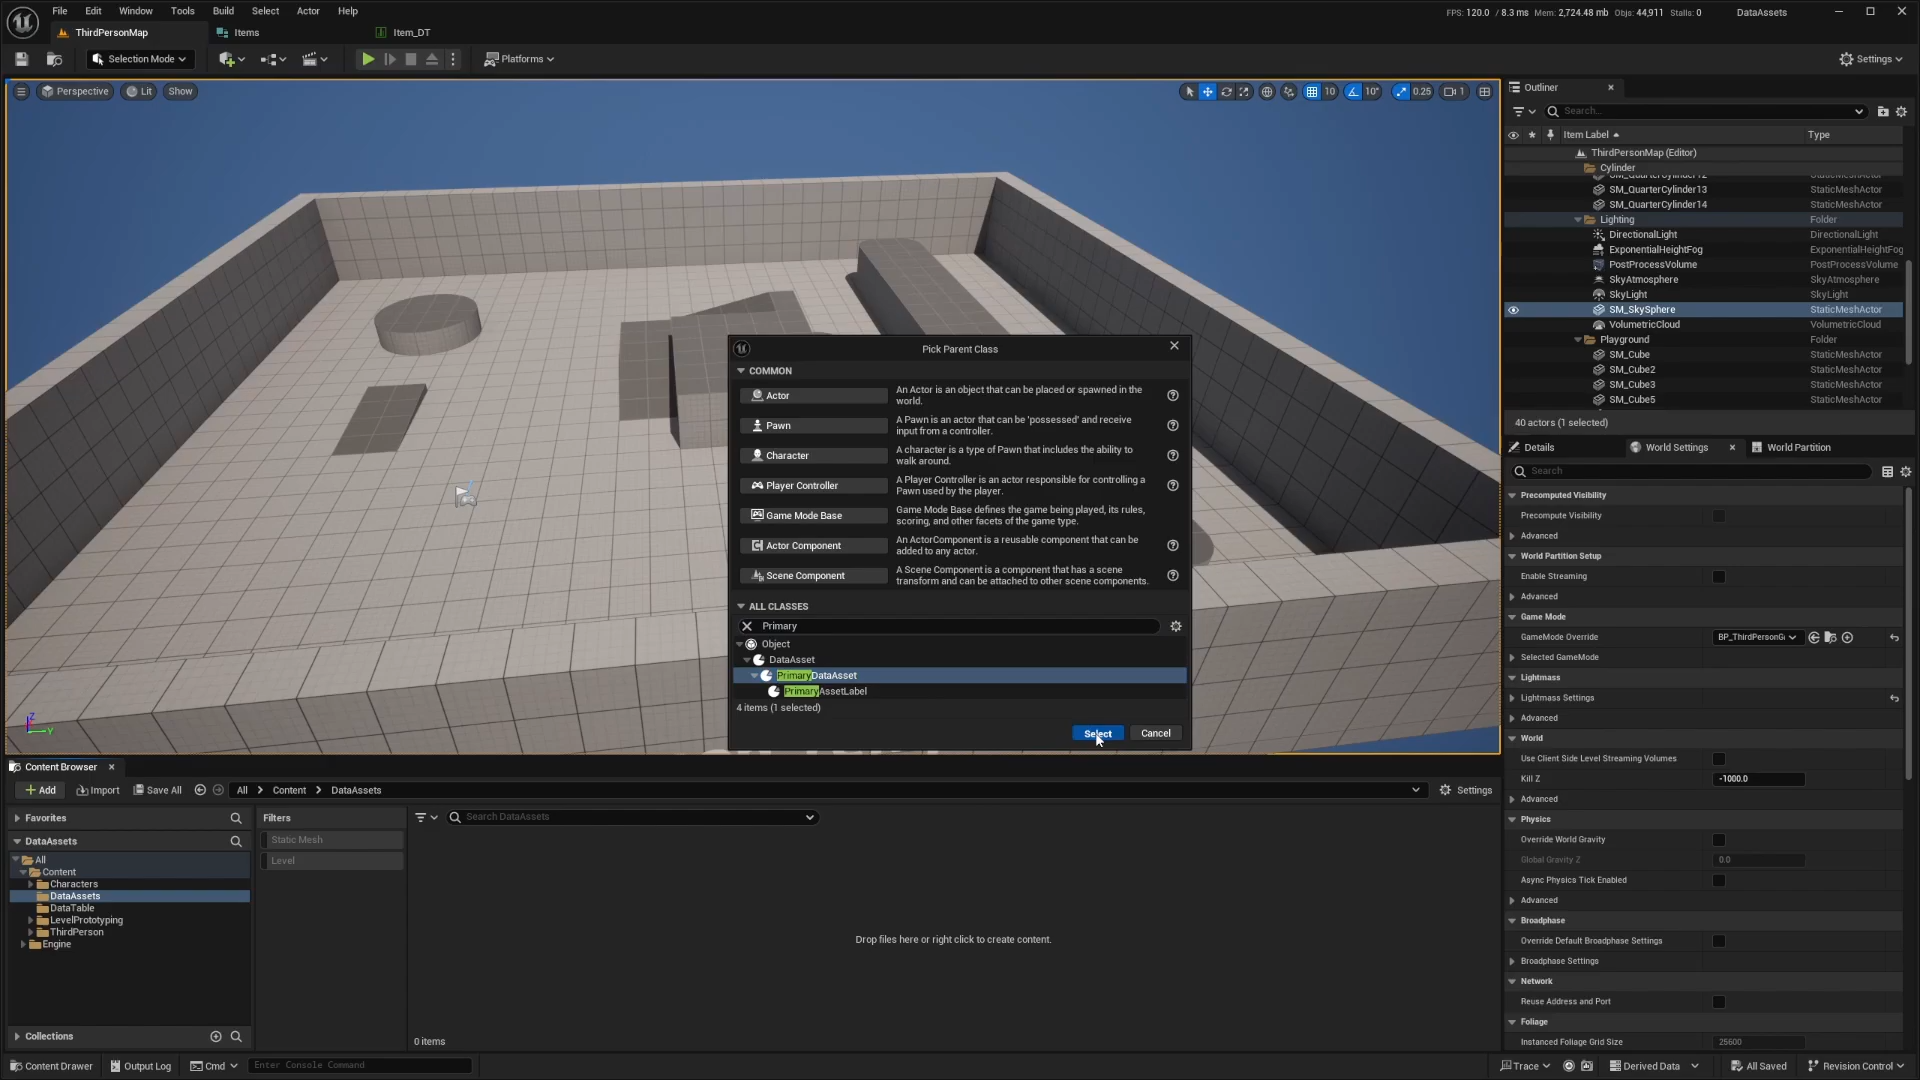 File Edit Window Tools Build Select Actor Help
FPS: 120.0 / 8.3 ms Mem: 2,724.48 mb Objs: 44,911 Stalls: 0 DataAssets
ThirdPersonMap Items Item_DT
Selection Mode Platforms Settings
Perspective Lit Show 10 10° 0.25 1
Outliner
Search...
Item Label Type
ThirdPersonMap (Editor)
Cylinder
SM_QuarterCylinder12 StaticMeshActor
SM_QuarterCylinder13 StaticMeshActor
SM_QuarterCylinder14 StaticMeshActor
Lighting Folder
DirectionalLight DirectionalLight
ExponentialHeightFog ExponentialHeightFog
PostProcessVolume PostProcessVolume
SkyAtmosphere SkyAtmosphere
SkyLight SkyLight
SM_SkySphere StaticMeshActor
VolumetricCloud VolumetricCloud
Playground Folder
SM_Cube StaticMeshActor
SM_Cube2 StaticMeshActor
SM_Cube3 StaticMeshActor
SM_Cube5 StaticMeshActor
40 actors (1 selected)
Pick Parent Class
COMMON
Actor
An Actor is an object that can be placed or spawned in the
world.
Pawn
A Pawn is an actor that can be 'possessed' and receive
input from a controller.
Character
A character is a type of Pawn that includes the ability to
walk around.
Player Controller
A Player Controller is an actor responsible for controlling a
Pawn used by the player.
Game Mode Base
Game Mode Base defines the game being played, its rules,
scoring, and other facets of the game type.
Actor Component
An ActorComponent is a reusable component that can be
added to any actor.
Scene Component
A Scene Component is a component that has a scene
transform and can be attached to other scene components.
ALL CLASSES
Primary
Object
DataAsset
PrimaryDataAsset
PrimaryAssetLabel
4 items (1 selected)
Select Cancel
Z
Y
Details World Settings World Partition
Search
Precomputed Visibility
Precompute Visibility
Advanced
World Partition Setup
Enable Streaming
Advanced
Game Mode
GameMode Override BP_ThirdPersonG
Selected GameMode
Lightmass
Lightmass Settings
Advanced
World
Use Client Side Level Streaming Volumes
Kill Z -1000.0
Advanced
Physics
Override World Gravity
Global Gravity Z 0.0
Async Physics Tick Enabled
Advanced
Broadphase
Override Default Broadphase Settings
Broadphase Settings
Network
Reuse Address and Port
Foliage
Instanced Foliage Grid Size 25600
Content Browser
Add Import Save All All Content DataAssets Settings
Favorites
DataAssets
All
Content
Characters
DataAssets
DataTable
LevelPrototyping
ThirdPerson
Engine
Collections
Filters
Static Mesh
Level
Search DataAssets
Drop files here or right click to create content.
0 items
Content Drawer Output Log Cmd Enter Console Command Trace Derived Data All Saved Revision Control